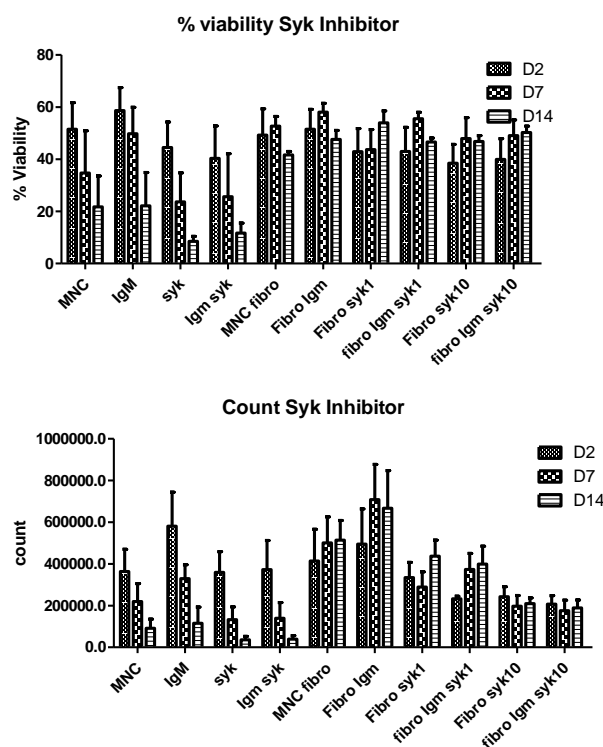 % viability Syk Inhibitor
D2
D7
D14
% Viability
80
60
40
20
0
MNC
IgM
syk
Igm syk
MNC fibro
Fibro Igm
Fibro syk1
fibro Igm syk1
Fibro syk10
fibro Igm syk10
Count Syk Inhibitor
D2
D7
D14
count
1000000.0
800000.0
600000.0
400000.0
200000.0
0.0
MNC
IgM
syk
Igm syk
MNC fibro
Fibro Igm
Fibro syk1
fibro Igm syk1
Fibro syk10
fibro Igm syk10